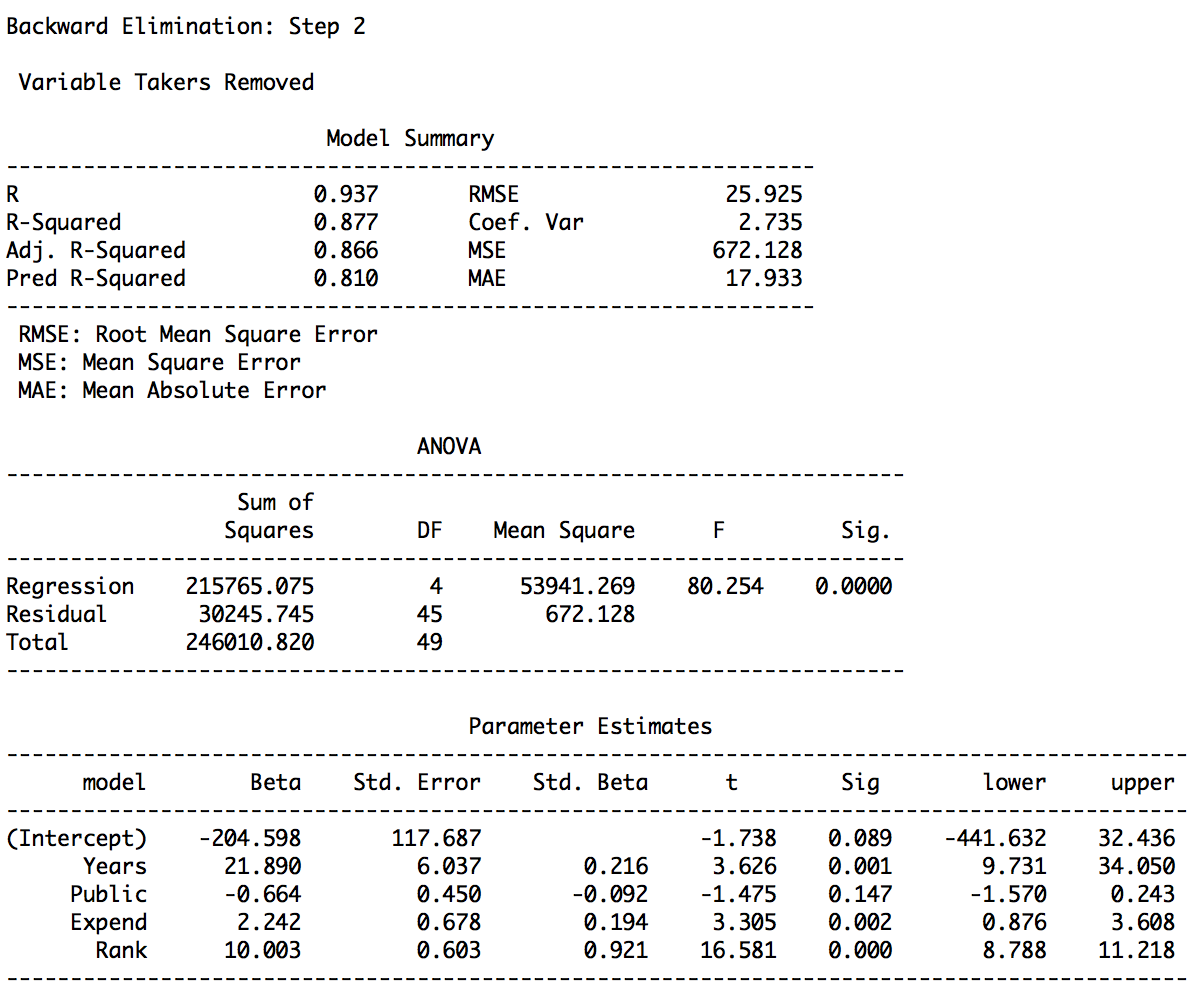 Backward Elimination: Step 2
Variable Takers Removed
Model Summary
---------------------------------------------------------------
R 0.937 RMSE 25.925
R-Squared 0.877 Coef. Var 2.735
Adj. R-Squared 0.866 MSE 672.128
Pred R-Squared 0.810 MAE 17.933
---------------------------------------------------------------
RMSE: Root Mean Square Error
MSE: Mean Square Error
MAE: Mean Absolute Error
ANOVA
----------------------------------------------------------------------
Sum of
Squares DF Mean Square F Sig.
----------------------------------------------------------------------
Regression 215765.075 4 53941.269 80.254 0.0000
Residual 30245.745 45 672.128
Total 246010.820 49
----------------------------------------------------------------------
Parameter Estimates
--------------------------------------------------------------------------------------------
model Beta Std. Error Std. Beta t Sig lower upper
--------------------------------------------------------------------------------------------
(Intercept) -204.598 117.687 -1.738 0.089 -441.632 32.436
Years 21.890 6.037 0.216 3.626 0.001 9.731 34.050
Public -0.664 0.450 -0.092 -1.475 0.147 -1.570 0.243
Expend 2.242 0.678 0.194 3.305 0.002 0.876 3.608
Rank 10.003 0.603 0.921 16.581 0.000 8.788 11.218
--------------------------------------------------------------------------------------------